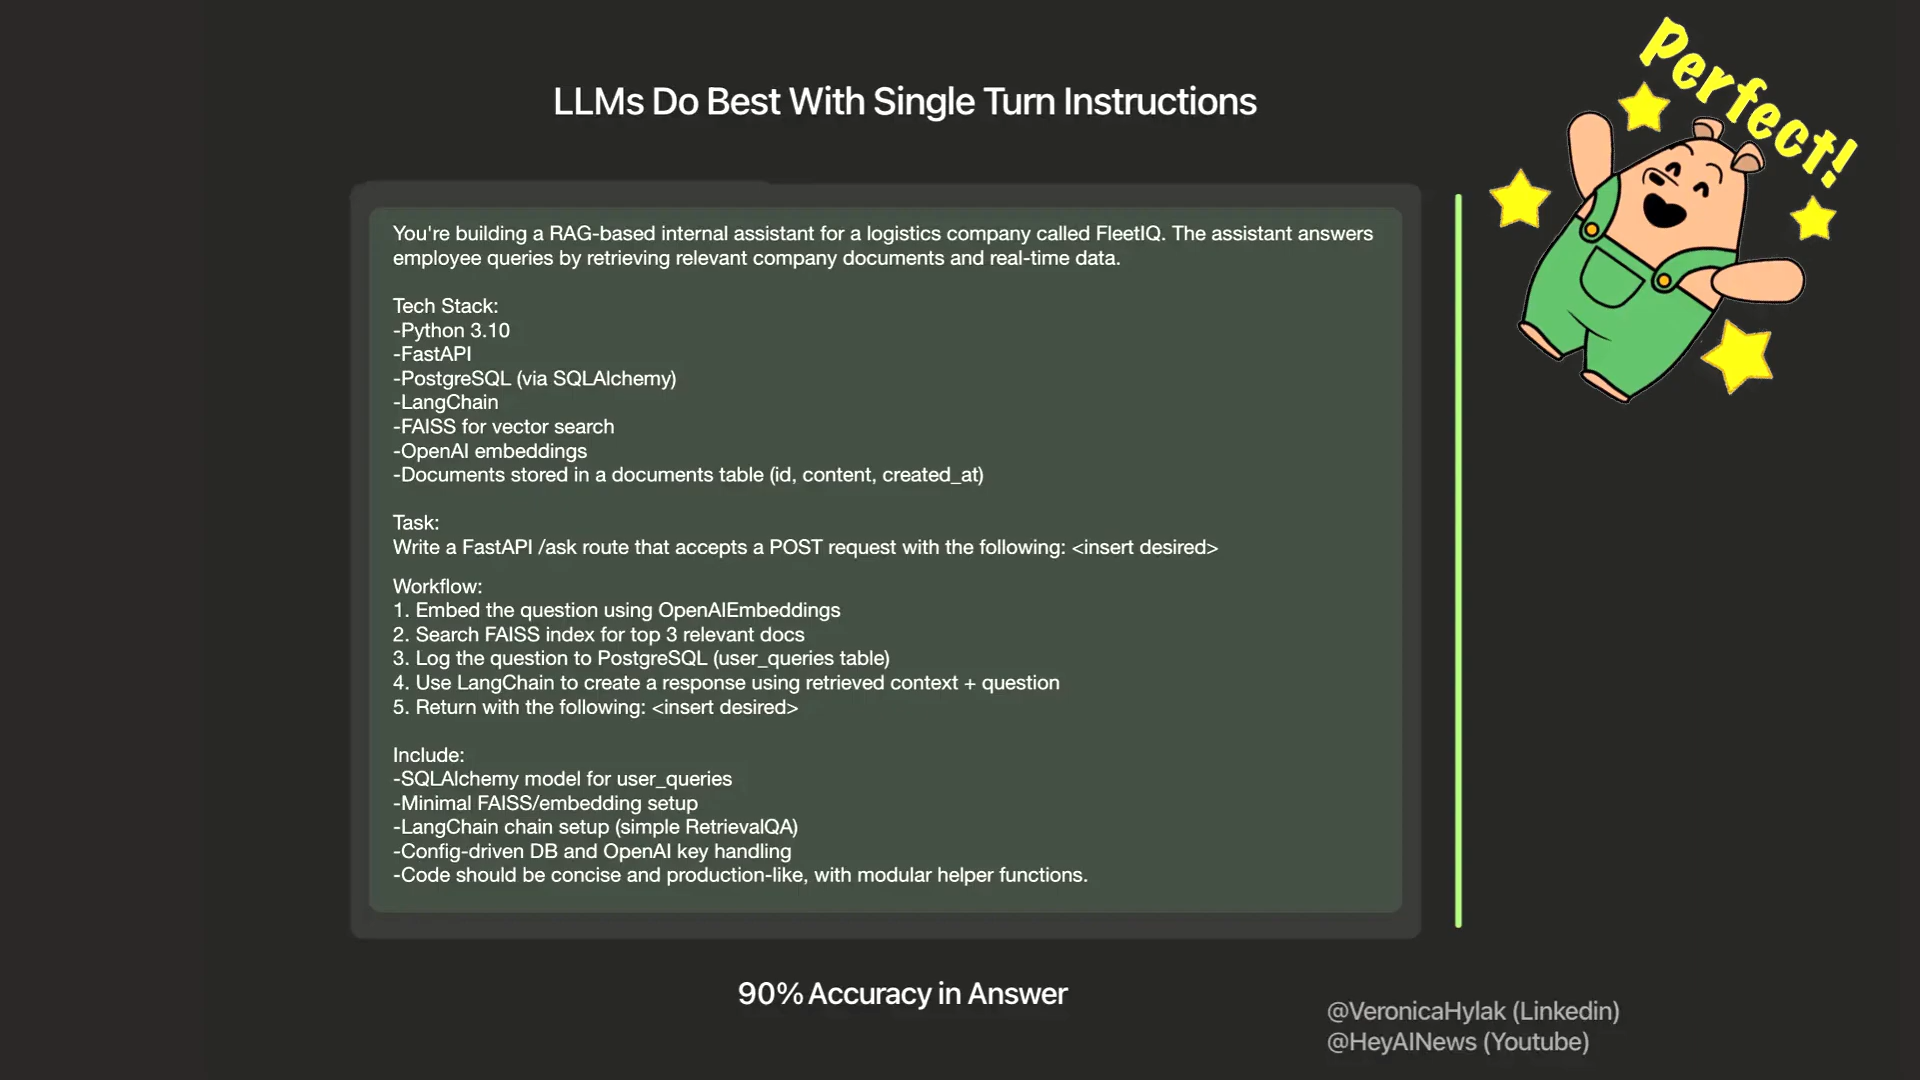 perfect!
LLMs Do Best With Single Turn Instructions
You're building a RAG-based internal assistant for a logistics company called FleetIQ. The assistant answers
employee queries by retrieving relevant company documents and real-time data.
Tech Stack:
-Python 3.10
-FastAPI
-PostgreSQL (via SQLAlchemy)
-LangChain
-FAISS for vector search
-OpenAI embeddings
-Documents stored in a documents table (id, content, created_at)
Task:
Write a FastAPI /ask route that accepts a POST request with the following: <insert desired>
Workflow:
1. Embed the question using OpenAIEmbeddings
2. Search FAISS index for top 3 relevant docs
3. Log the question to PostgreSQL (user_queries table)
4. Use LangChain to create a response using retrieved context + question
5. Return with the following: <insert desired>
Include:
-SQLAlchemy model for user_queries
-Minimal FAISS/embedding setup
-LangChain chain setup (simple RetrievalQA)
-Config-driven DB and OpenAI key handling
-Code should be concise and production-like, with modular helper functions.
90% Accuracy in Answer
@VeronicaHylak (Linkedin)
@HeyAINews (Youtube)